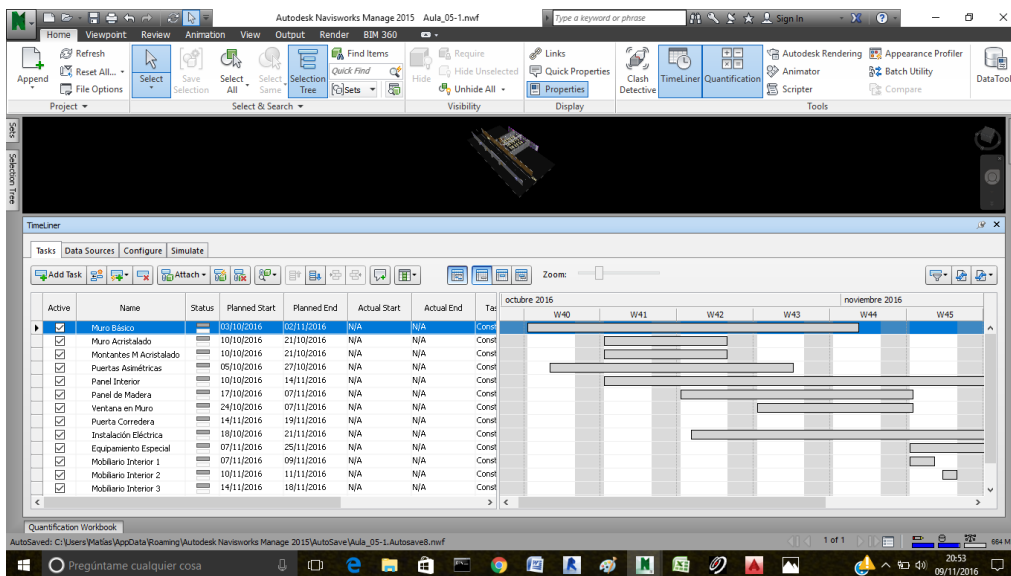 Autodesk Navisworks Manage 2015 Aula_05-1.nwf
Type a keyword or phrase
Sign In
Home Viewpoint Review Animation View Output Render BIM 360
Append
Refresh
Reset All...
File Options
Project
Select
Save Selection
Select All
Select Same
Selection Tree
Find Items
Quick Find
Sets
Select & Search
Hide
Require
Hide Unselected
Unhide All
Visibility
Links
Quick Properties
Properties
Display
Clash Detective
TimeLiner
Quantification
Autodesk Rendering
Animator
Scripter
Appearance Profiler
Batch Utility
Compare
Tools
DataTool
Sets
Selection Tree
TimeLiner
Tasks Data Sources Configure Simulate
Add Task
Attach
Zoom:
Active Name Status Planned Start Planned End Actual Start Actual End Tas
octubre 2016 noviembre 2016
W40 W41 W42 W43 W44 W45
Muro Básico 03/10/2016 02/11/2016 N/A N/A Const
Muro Acristalado 10/10/2016 21/10/2016 N/A N/A Const
Montantes M Acristalado 10/10/2016 21/10/2016 N/A N/A Const
Puertas Asimétricas 05/10/2016 27/10/2016 N/A N/A Const
Panel Interior 10/10/2016 14/11/2016 N/A N/A Const
Panel de Madera 17/10/2016 07/11/2016 N/A N/A Const
Ventana en Muro 24/10/2016 07/11/2016 N/A N/A Const
Puerta Corredera 14/11/2016 19/11/2016 N/A N/A Const
Instalación Eléctrica 18/10/2016 21/11/2016 N/A N/A Const
Equipamiento Especial 07/11/2016 25/11/2016 N/A N/A Const
Mobiliario Interior 1 07/11/2016 09/11/2016 N/A N/A Const
Mobiliario Interior 2 10/11/2016 11/11/2016 N/A N/A Const
Mobiliario Interior 3 14/11/2016 18/11/2016 N/A N/A Const
Quantification Workbook
AutoSaved: C:\Users\Matías\AppData\Roaming\Autodesk Navisworks Manage 2015\AutoSave\Aula_05-1.Autosave8.nwf
1 of 1
664 M
Pregúntame cualquier cosa
20:53
09/11/2016